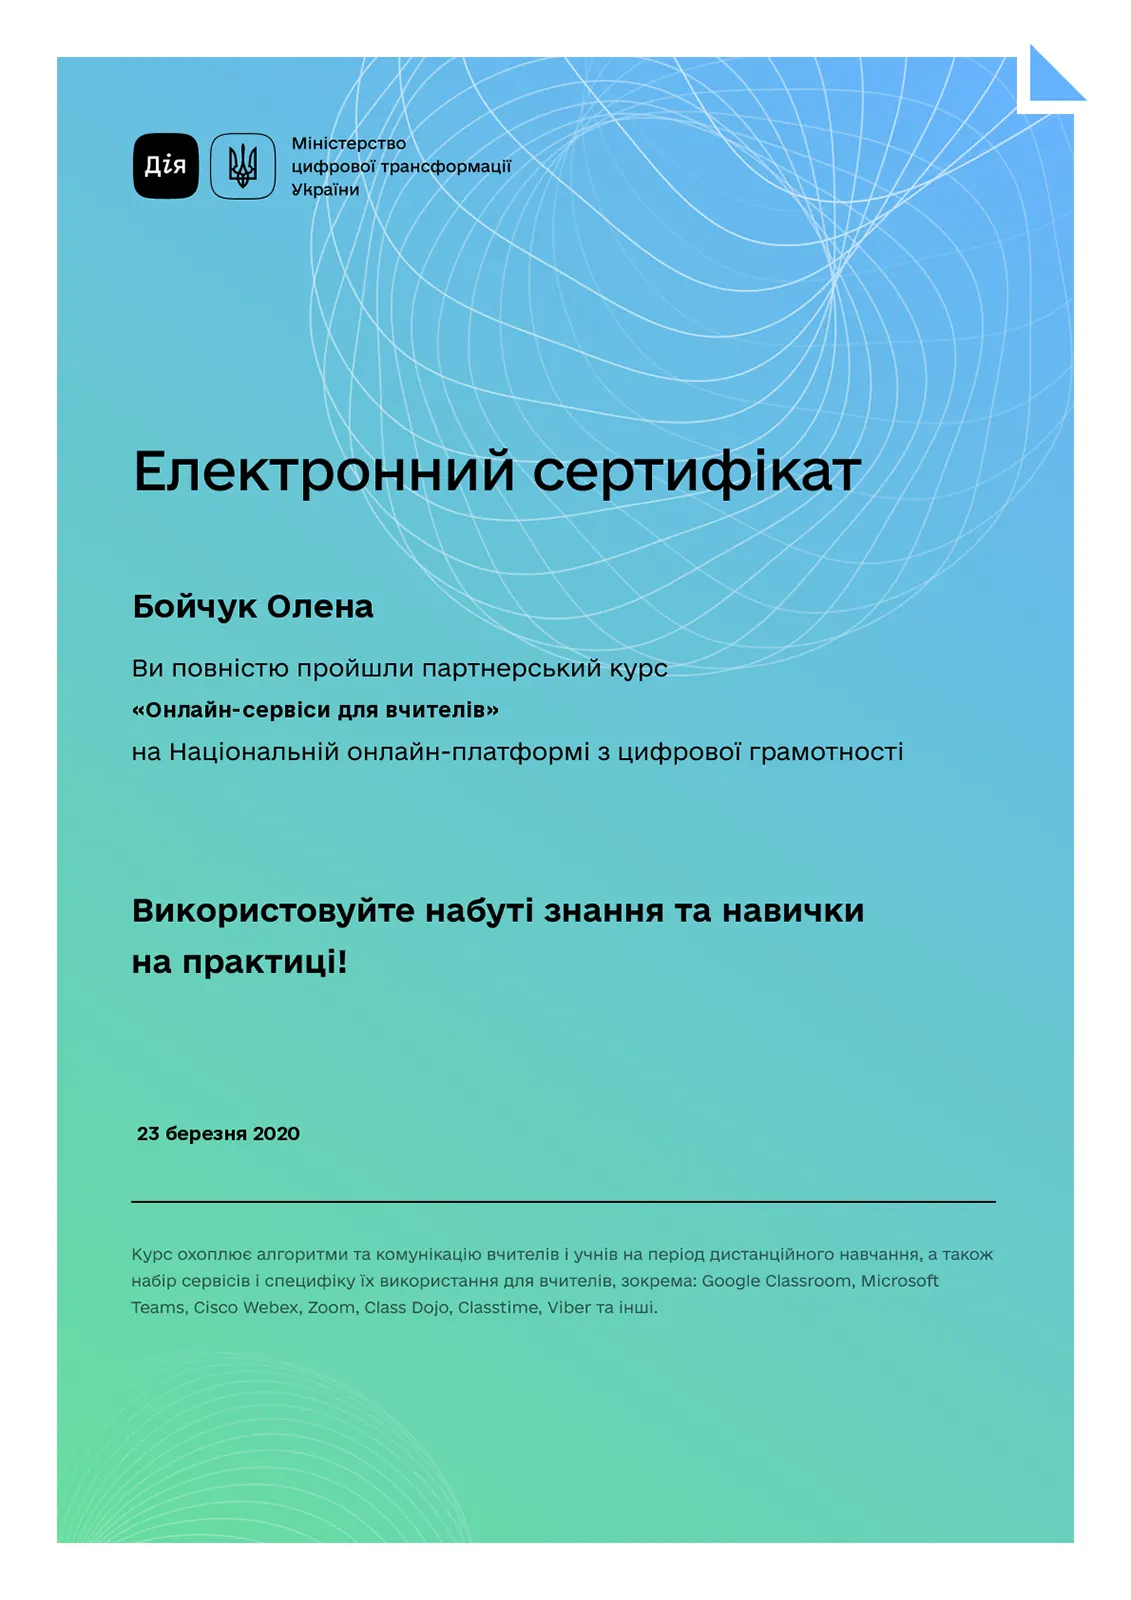 Дія
Міністерство
цифрової трансформації
України
Електронний сертифікат
Бойчук Олена
Ви повністю пройшли партнерський курс
«Онлайн-сервіси для вчителів»
на Національній онлайн-платформі з цифрової грамотності
Використовуйте набуті знання та навички
на практиці!
23 березня 2020
Курс охоплює алгоритми та комунікацію вчителів і учнів на період дистанційного навчання, а також
набір сервісів і специфіку їх використання для вчителів, зокрема: Google Classroom, Microsoft
Teams, Cisco Webex, Zoom, Class Dojo, Classtime, Viber та інші.